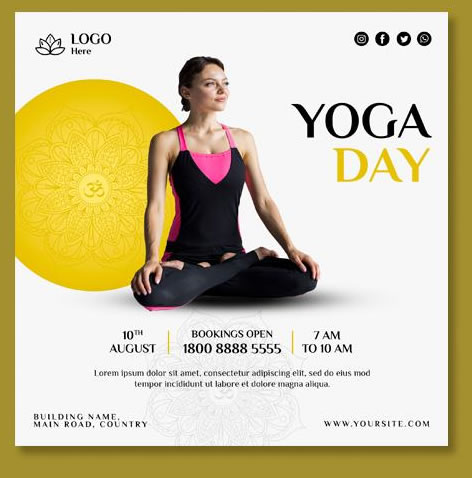 LOGO
Here
YOGA
DAY
ॐ
10TH
AUGUST
BOOKINGS OPEN
1800 8888 5555
7 AM
TO 10 AM
Lorem ipsum dolor sit amet, consectetur adipiscing elit, sed do eiusmod
tempor incididunt ut labore et dolore magna aliqua.
BUILDING NAME,
MAIN ROAD, COUNTRY
WWW.YOURSITE.COM